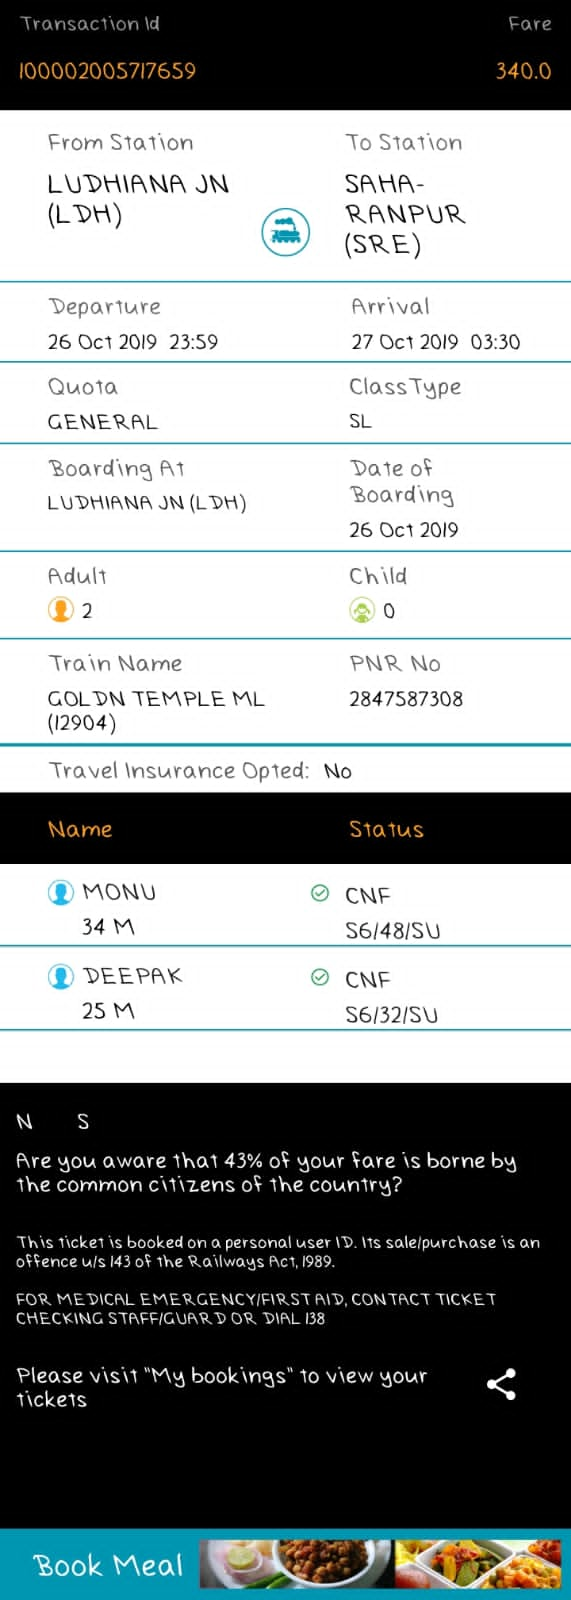 Transaction Id Fare
100002005717659 340.0
From Station To Station
LUDHIANA JN SAHA-
(LDH) RANPUR
(SRE)
Departure Arrival
26 Oct 2019 23:59 27 Oct 2019 03:30
Quota ClassType
GENERAL SL
Boarding At Date of
Boarding
LUDHIANA JN (LDH)
26 Oct 2019
Adult Child
2 0
Train Name PNR No
GOLDN TEMPLE ML 2847587308
(12904)
Travel Insurance Opted: No
Name Status
MONU CNF
34 M S6/48/SU
DEEPAK CNF
25 M S6/32/SU
N S
Are you aware that 43% of your fare is borne by
the common citizens of the country?
This ticket is booked on a personal user ID. Its sale/purchase is an
offence u/s 143 of the Railways Act, 1989.
FOR MEDICAL EMERGENCY/FIRST AID, CONTACT TICKET
CHECKING STAFF/GUARD OR DIAL 138
Please visit "My bookings" to view your
tickets
Book Meal